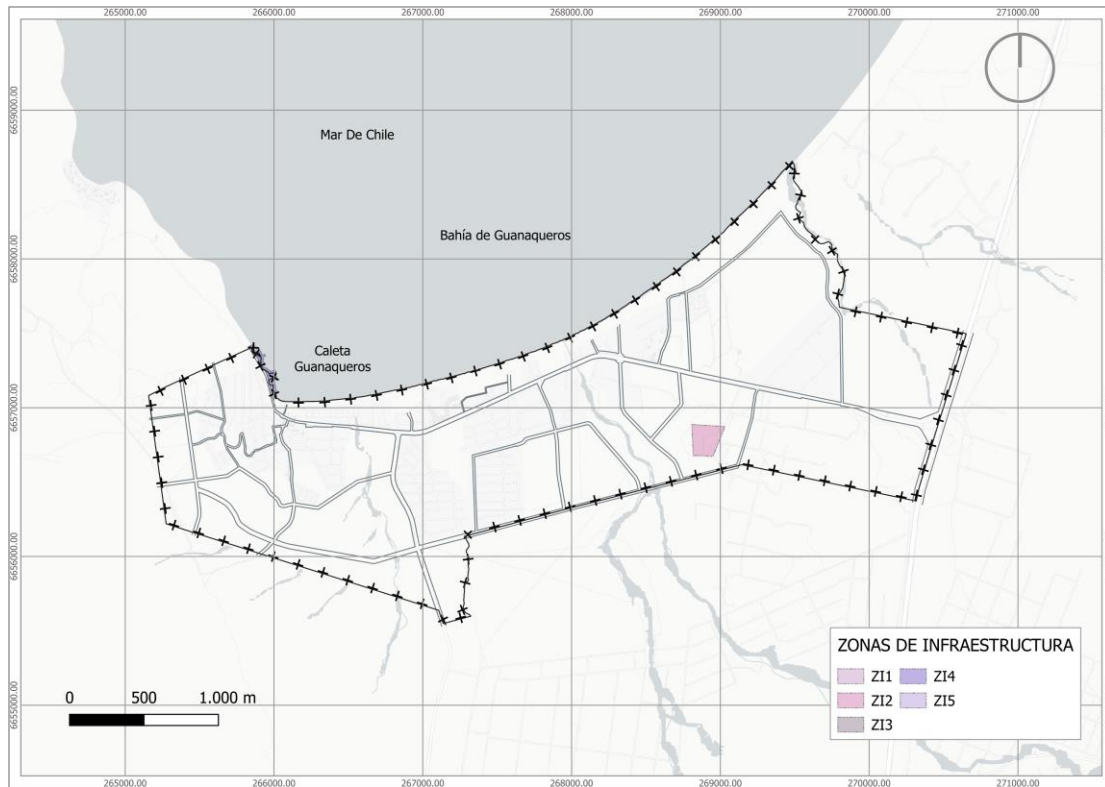 265000.00 266000.00 267000.00 268000.00 269000.00 270000.00 271000.00
6659000.00
Mar De Chile
Bahía de Guanaqueros
6658000.00
Caleta
Guanaqueros
6657000.00
6656000.00
ZONAS DE INFRAESTRUCTURA
ZI1 ZI4
ZI2 ZI5
ZI3
0 500 1.000 m
6655000.00
265000.00 266000.00 267000.00 268000.00 269000.00 270000.00 271000.00